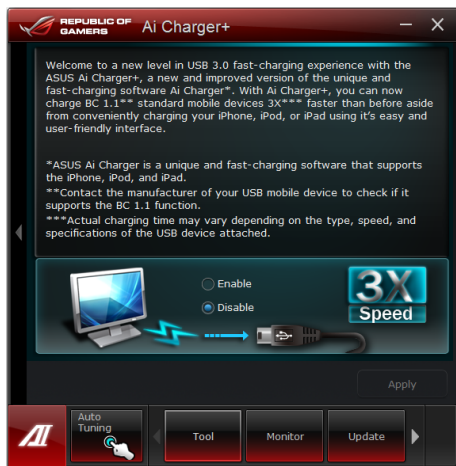 REPUBLIC OF
GAMERS
Ai Charger+
Welcome to a new level in USB 3.0 fast-charging experience with the
ASUS Ai Charger+, a new and improved version of the unique and
fast-charging software Ai Charger*. With Ai Charger+, you can now
charge BC 1.1** standard mobile devices 3X*** faster than before aside
from conveniently charging your iPhone, iPod, or iPad using it's easy and
user-friendly interface.
*ASUS Ai Charger is a unique and fast-charging software that supports
the iPhone, iPod, and iPad.
**Contact the manufacturer of your USB mobile device to check if it
supports the BC 1.1 function.
***Actual charging time may vary depending on the type, speed, and
specifications of the USB device attached.
Enable
Disable
3X
Speed
Apply
AI
Auto
Tuning
Tool
Monitor
Update